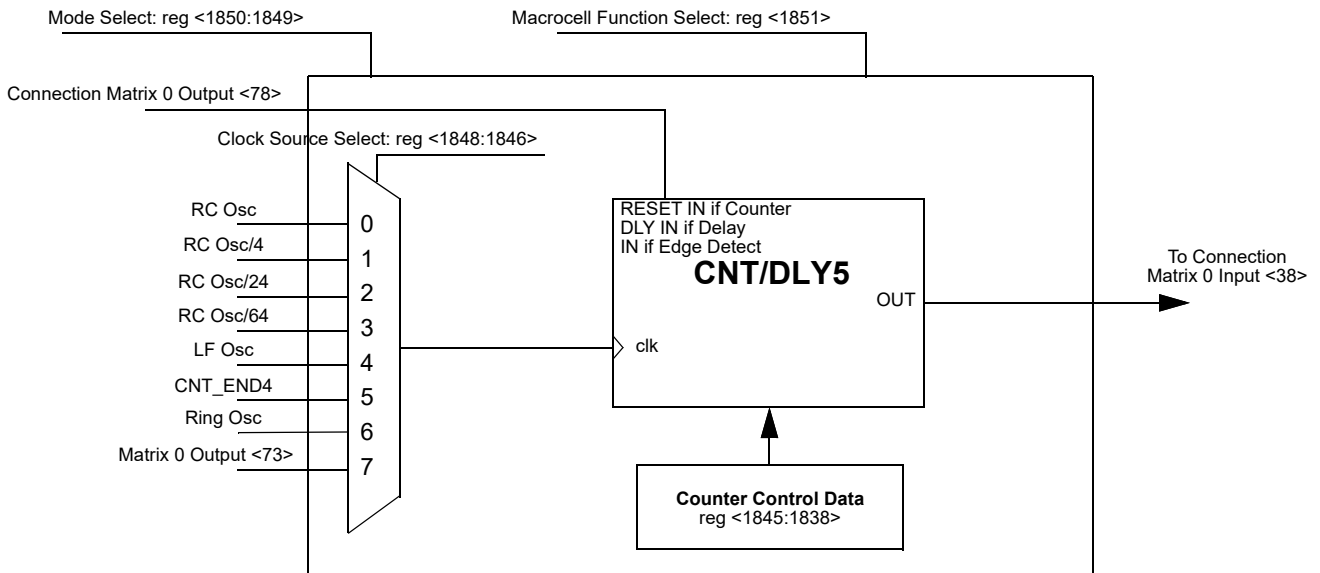 Mode Select: reg <1850:1849>
Macrocell Function Select: reg <1851>
Connection Matrix 0 Output <78>
Clock Source Select: reg <1848:1846>
RC Osc
0
RC Osc/4
1
RC Osc/24
2
RC Osc/64
3
LF Osc
4
CNT_END4
5
Ring Osc
6
Matrix 0 Output <73>
7
RESET IN if Counter
DLY IN if Delay
IN if Edge Detect
CNT/DLY5
OUT
clk
To Connection
Matrix 0 Input <38>
Counter Control Data
reg <1845:1838>